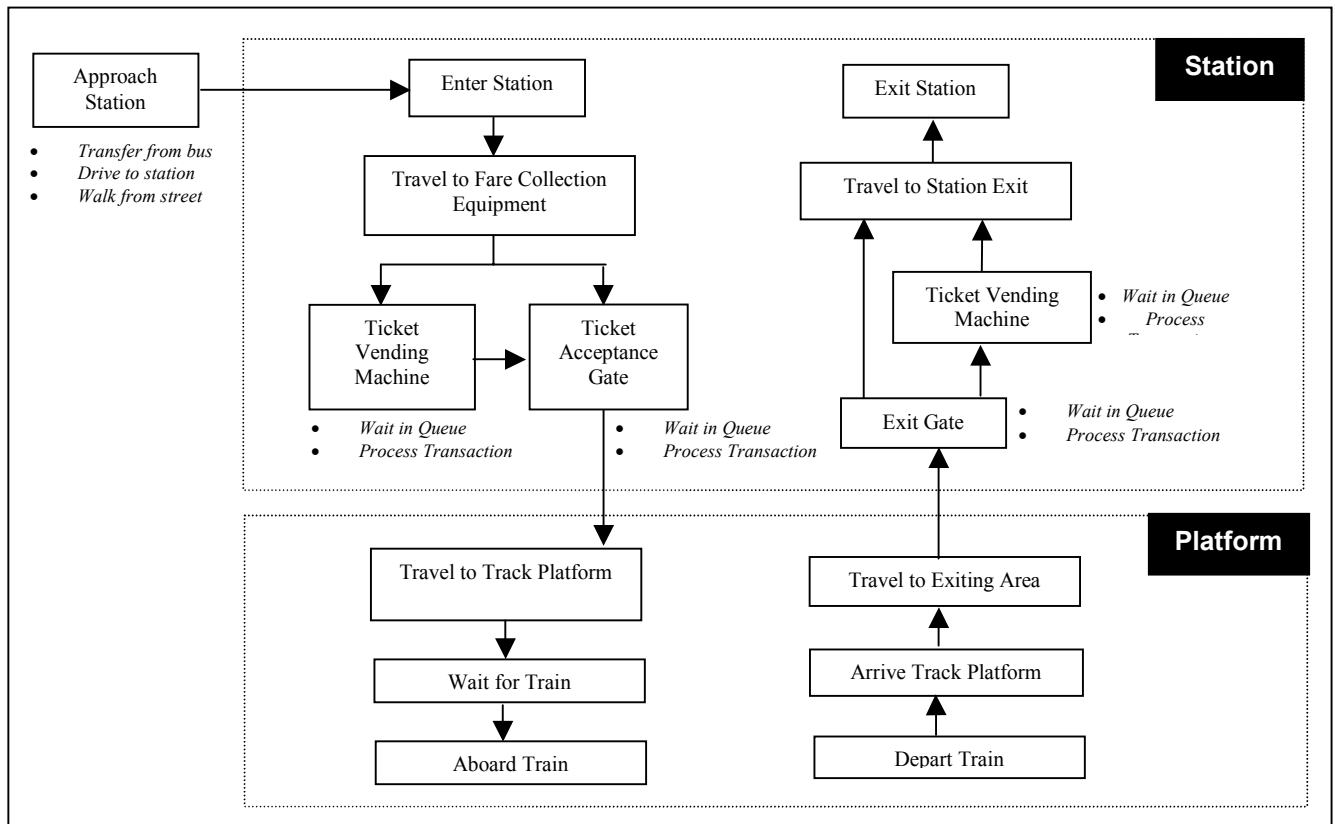 Station
Approach
Station
• Transfer from bus
• Drive to station
• Walk from street
Enter Station
Travel to Fare Collection
Equipment
Ticket
Vending
Machine
• Wait in Queue
• Process Transaction
Ticket
Acceptance
Gate
• Wait in Queue
• Process Transaction
Exit Station
Travel to Station Exit
Ticket Vending
Machine
• Wait in Queue
• Process
Exit Gate
• Wait in Queue
• Process Transaction
Platform
Travel to Track Platform
Wait for Train
Aboard Train
Travel to Exiting Area
Arrive Track Platform
Depart Train